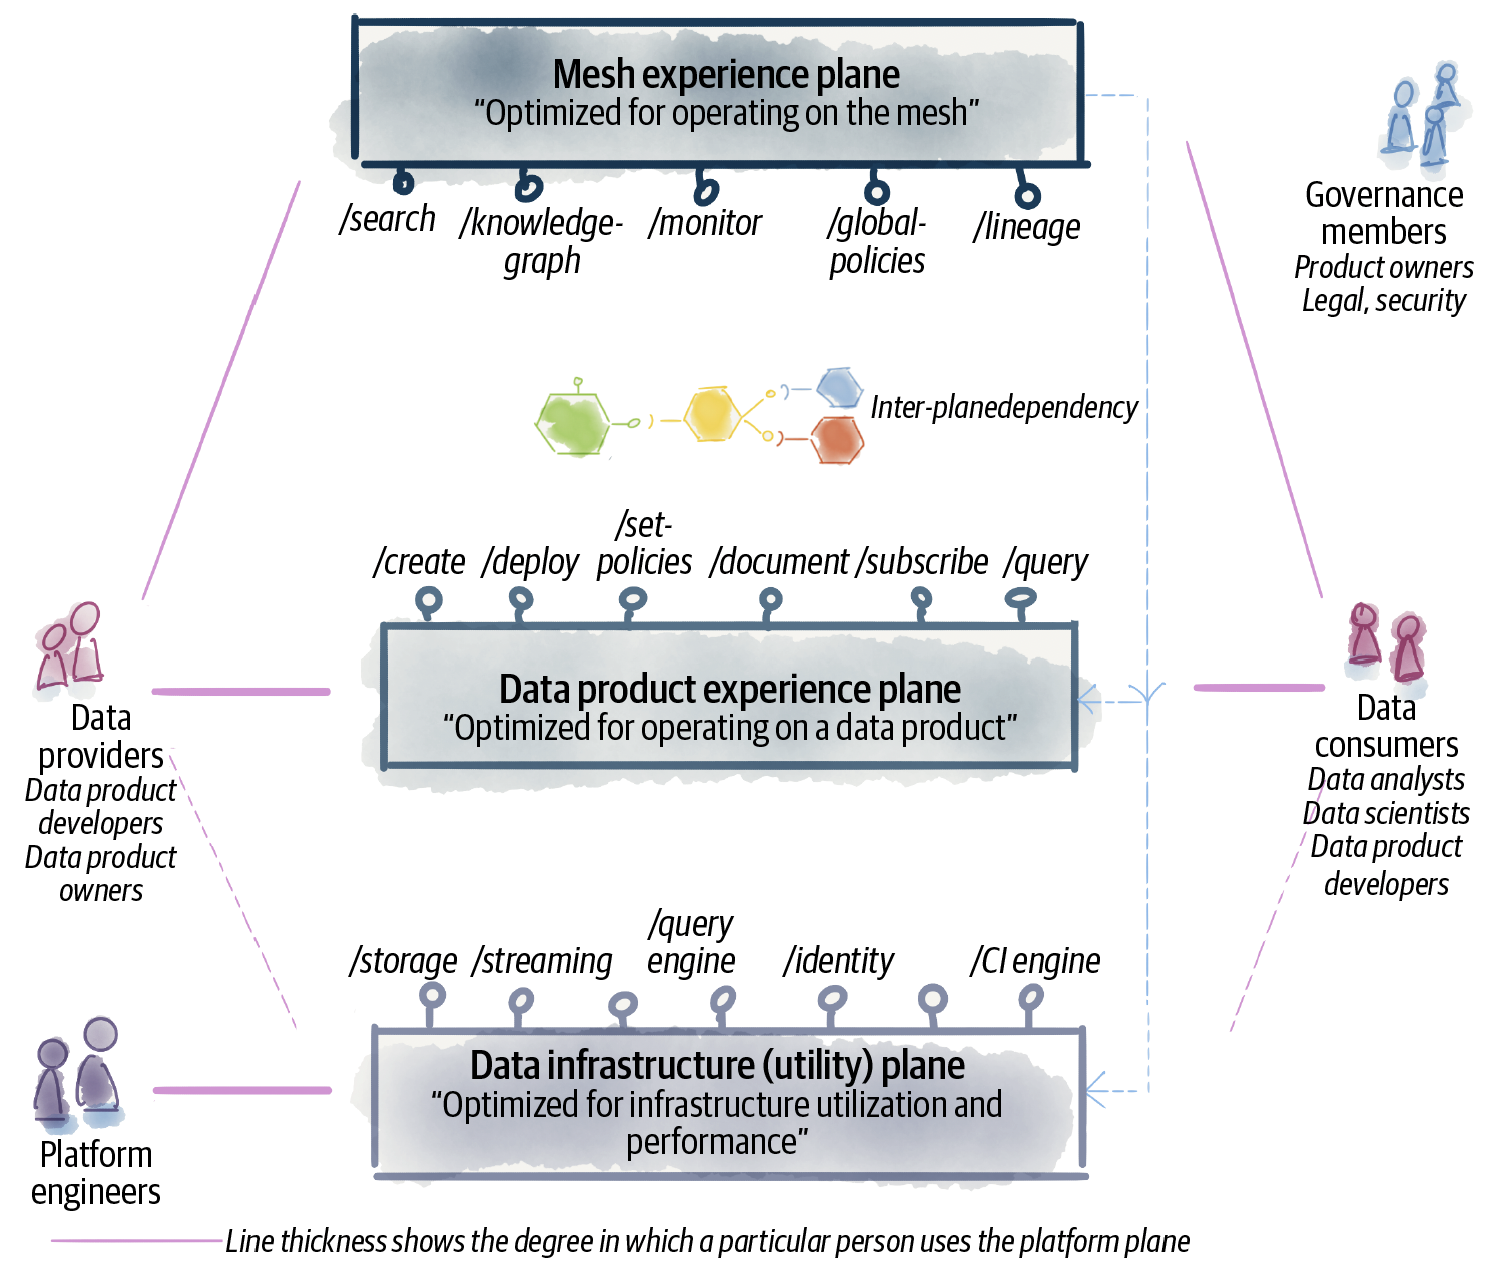 Mesh experience plane
“Optimized for operating on the mesh”
/search
/knowledge-
graph
/monitor
/global-
policies
/lineage
Governance
members
Product owners
Legal, security
Inter-planedependency
/create
/deploy
/set-
policies
/document
/subscribe
/query
Data product experience plane
“Optimized for operating on a data product”
Data
providers
Data product
developers
Data product
owners
Data
consumers
Data analysts
Data scientists
Data product
developers
/storage
/streaming
/query
engine
/identity
/CI engine
Data infrastructure (utility) plane
“Optimized for infrastructure utilization and
performance”
Platform
engineers
Line thickness shows the degree in which a particular person uses the platform plane